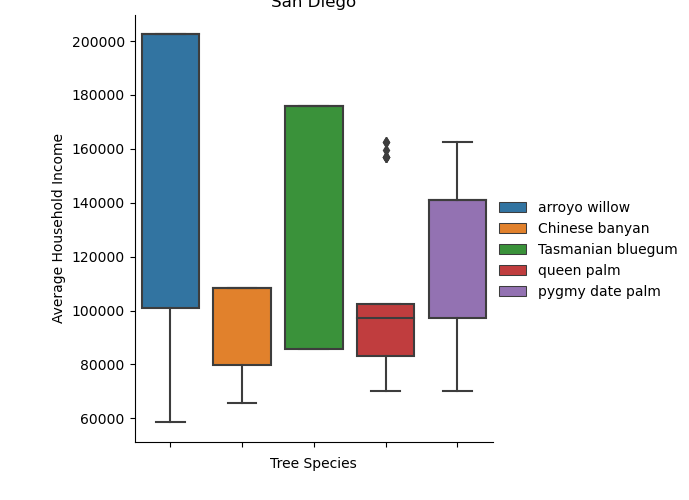 San Diego
200000
180000
160000
140000
120000
100000
80000
60000
Average Household Income
Tree Species
arroyo willow
Chinese banyan
Tasmanian bluegum
queen palm
pygmy date palm